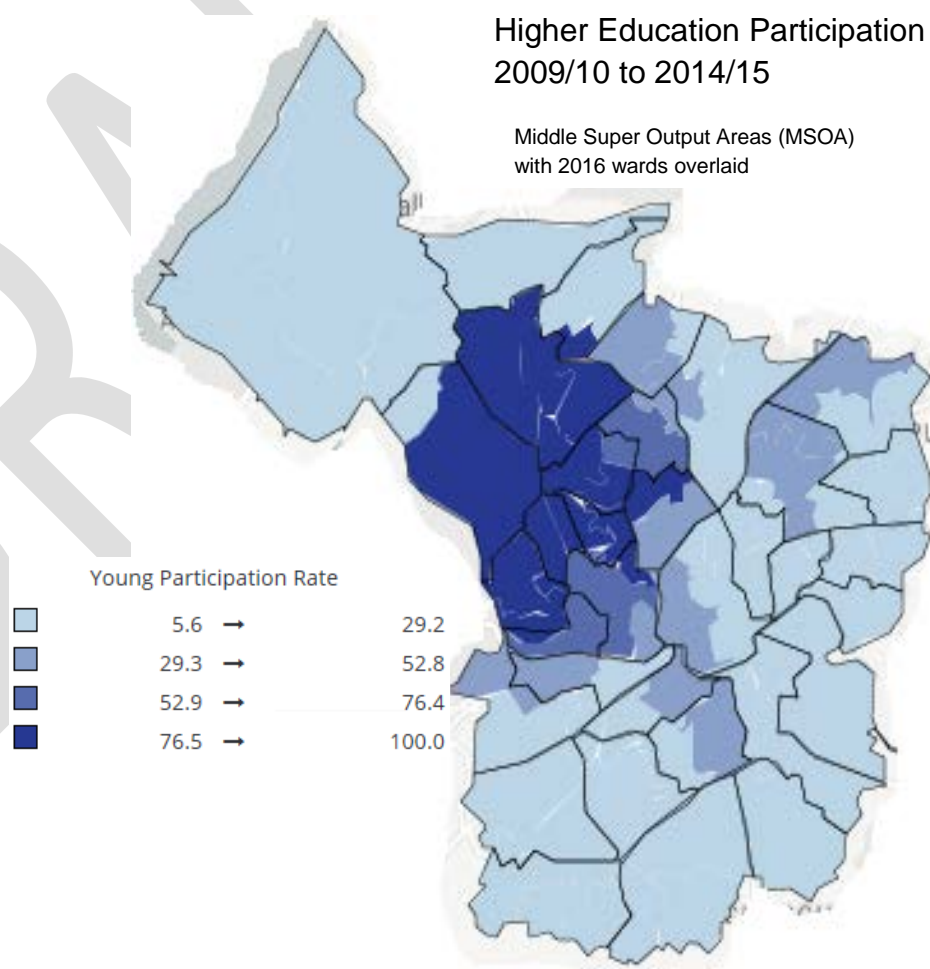 Higher Education Participation
2009/10 to 2014/15
Middle Super Output Areas (MSOA)
with 2016 wards overlaid
Young Participation Rate
5.6 → 29.2
29.3 → 52.8
52.9 → 76.4
76.5 → 100.0